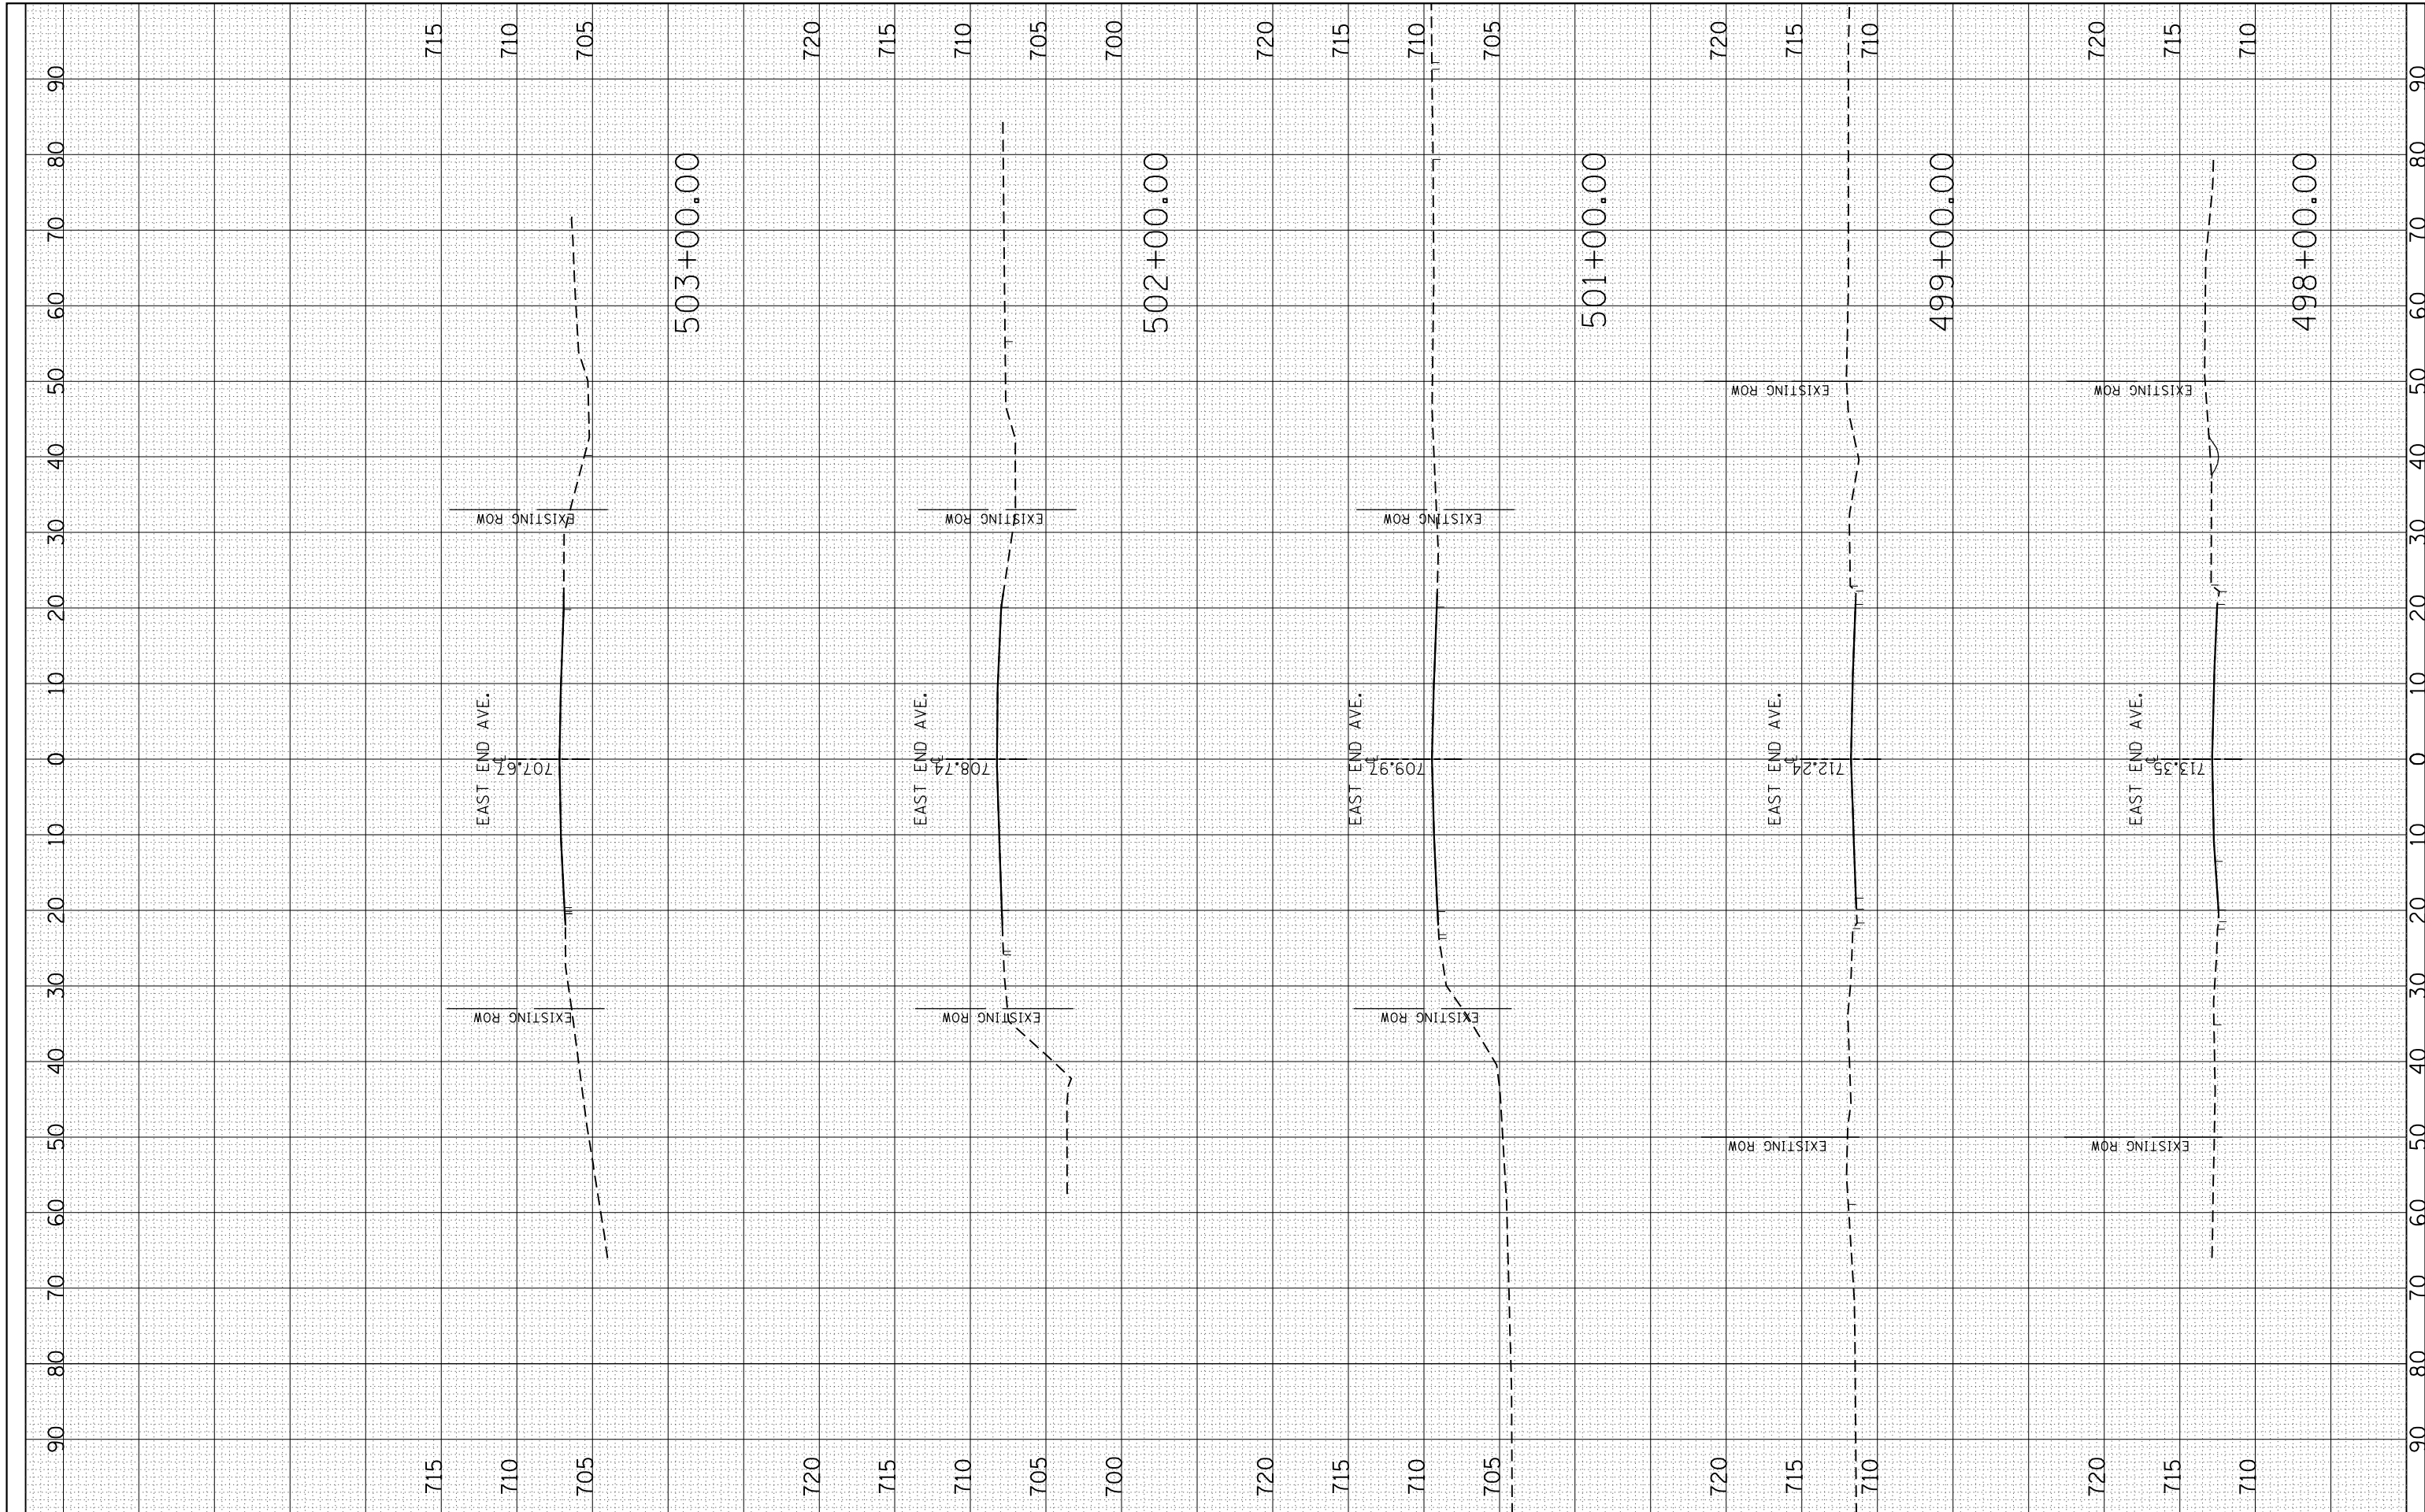 90 80 70 60 50 40 30 20 10 0 10 20 30 40 50 60 70 80 90
715 715
710 710
705 705
EAST END AVE.
℄
707.67
EXISTING ROW
EXISTING ROW
503+00.00
720 720
715 715
710 710
705 705
700 700
EAST END AVE.
℄
708.74
EXISTING ROW
EXISTING ROW
502+00.00
720 720
715 715
710 710
705 705
EAST END AVE.
℄
709.97
EXISTING ROW
EXISTING ROW
501+00.00
720 720
715 715
710 710
EAST END AVE.
℄
712.24
EXISTING ROW
EXISTING ROW
499+00.00
720 720
715 715
710 710
EAST END AVE.
℄
713.35
EXISTING ROW
EXISTING ROW
498+00.00
90 80 70 60 50 40 30 20 10 0 10 20 30 40 50 60 70 80 90